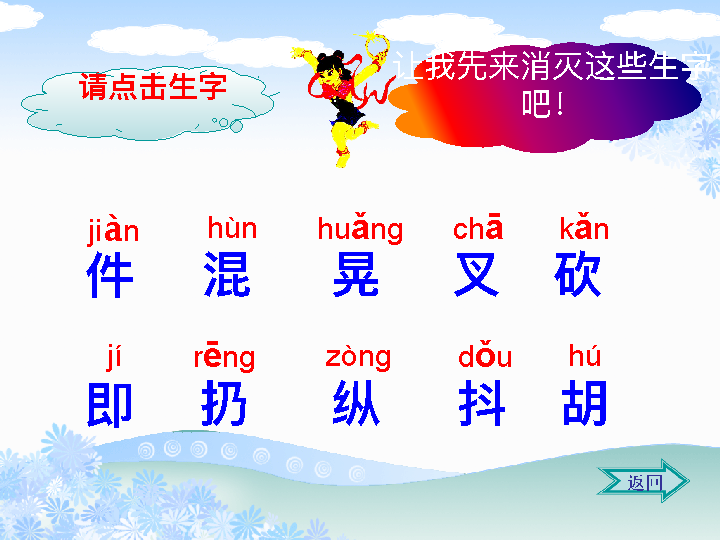 请点击生字
让我先来消灭这些生字
吧！
jiàn hùn huǎng chā kǎn
件 混 晃 叉 砍
jí rēng zòng dǒu hú
即 扔 纵 抖 胡
返回